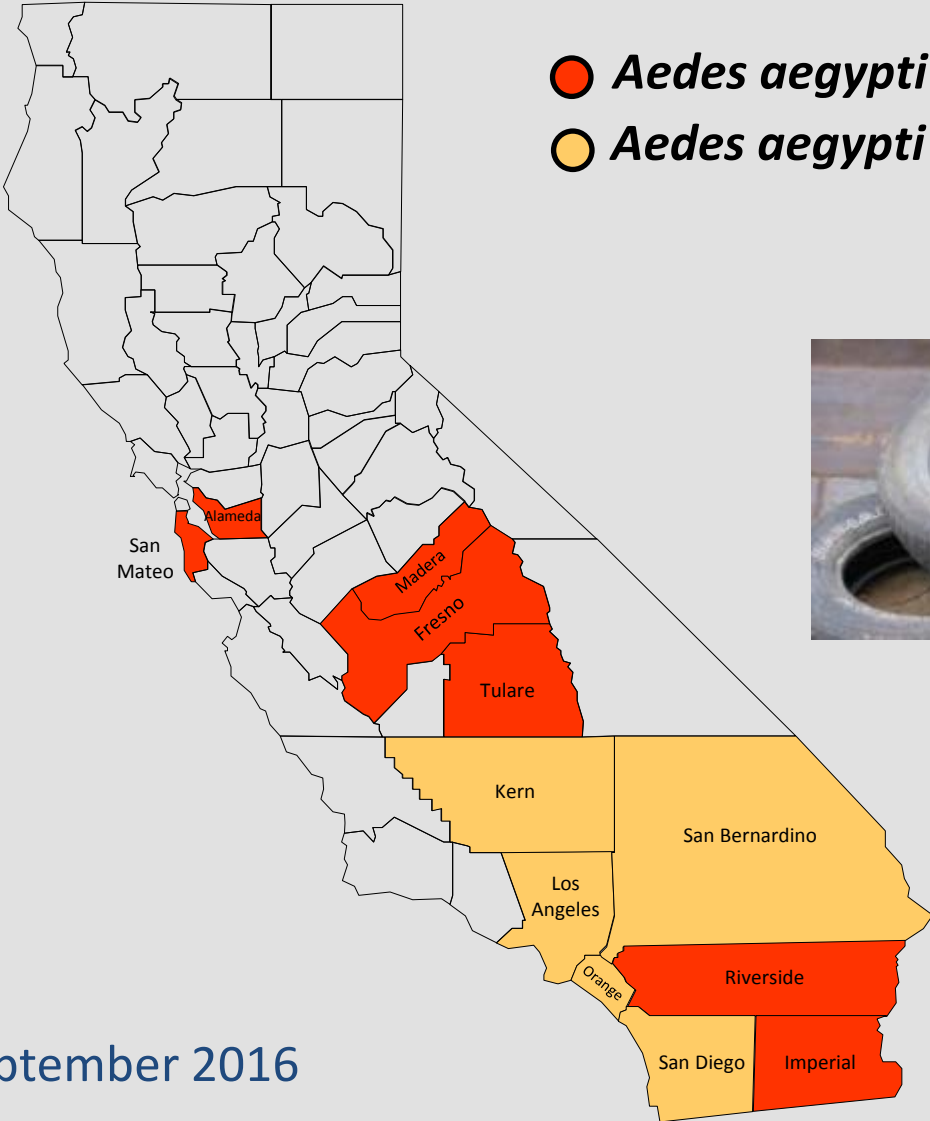 Aedes aegypti
Aedes aegypti
Alameda
San
Mateo
Madera
Fresno
Tulare
Kern
San Bernardino
Los
Angeles
Orange
Riverside
San Diego
Imperial
ptember 2016